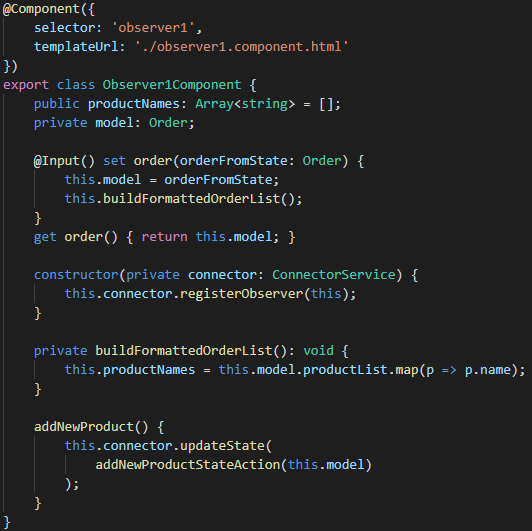 @Component({
    selector: 'observer1',
    templateUrl: './observer1.component.html'
})
export class Observer1Component {
    public productNames: Array<string> = [];
    private model: Order;

    @Input() set order(orderFromState: Order) {
        this.model = orderFromState;
        this.buildFormattedOrderList();
    }
    get order() { return this.model; }

    constructor(private connector: ConnectorService) {
        this.connector.registerObserver(this);
    }

    private buildFormattedOrderList(): void {
        this.productNames = this.model.productList.map(p => p.name);
    }

    addNewProduct() {
        this.connector.updateState(
            addNewProductStateAction(this.model)
        );
    }
}